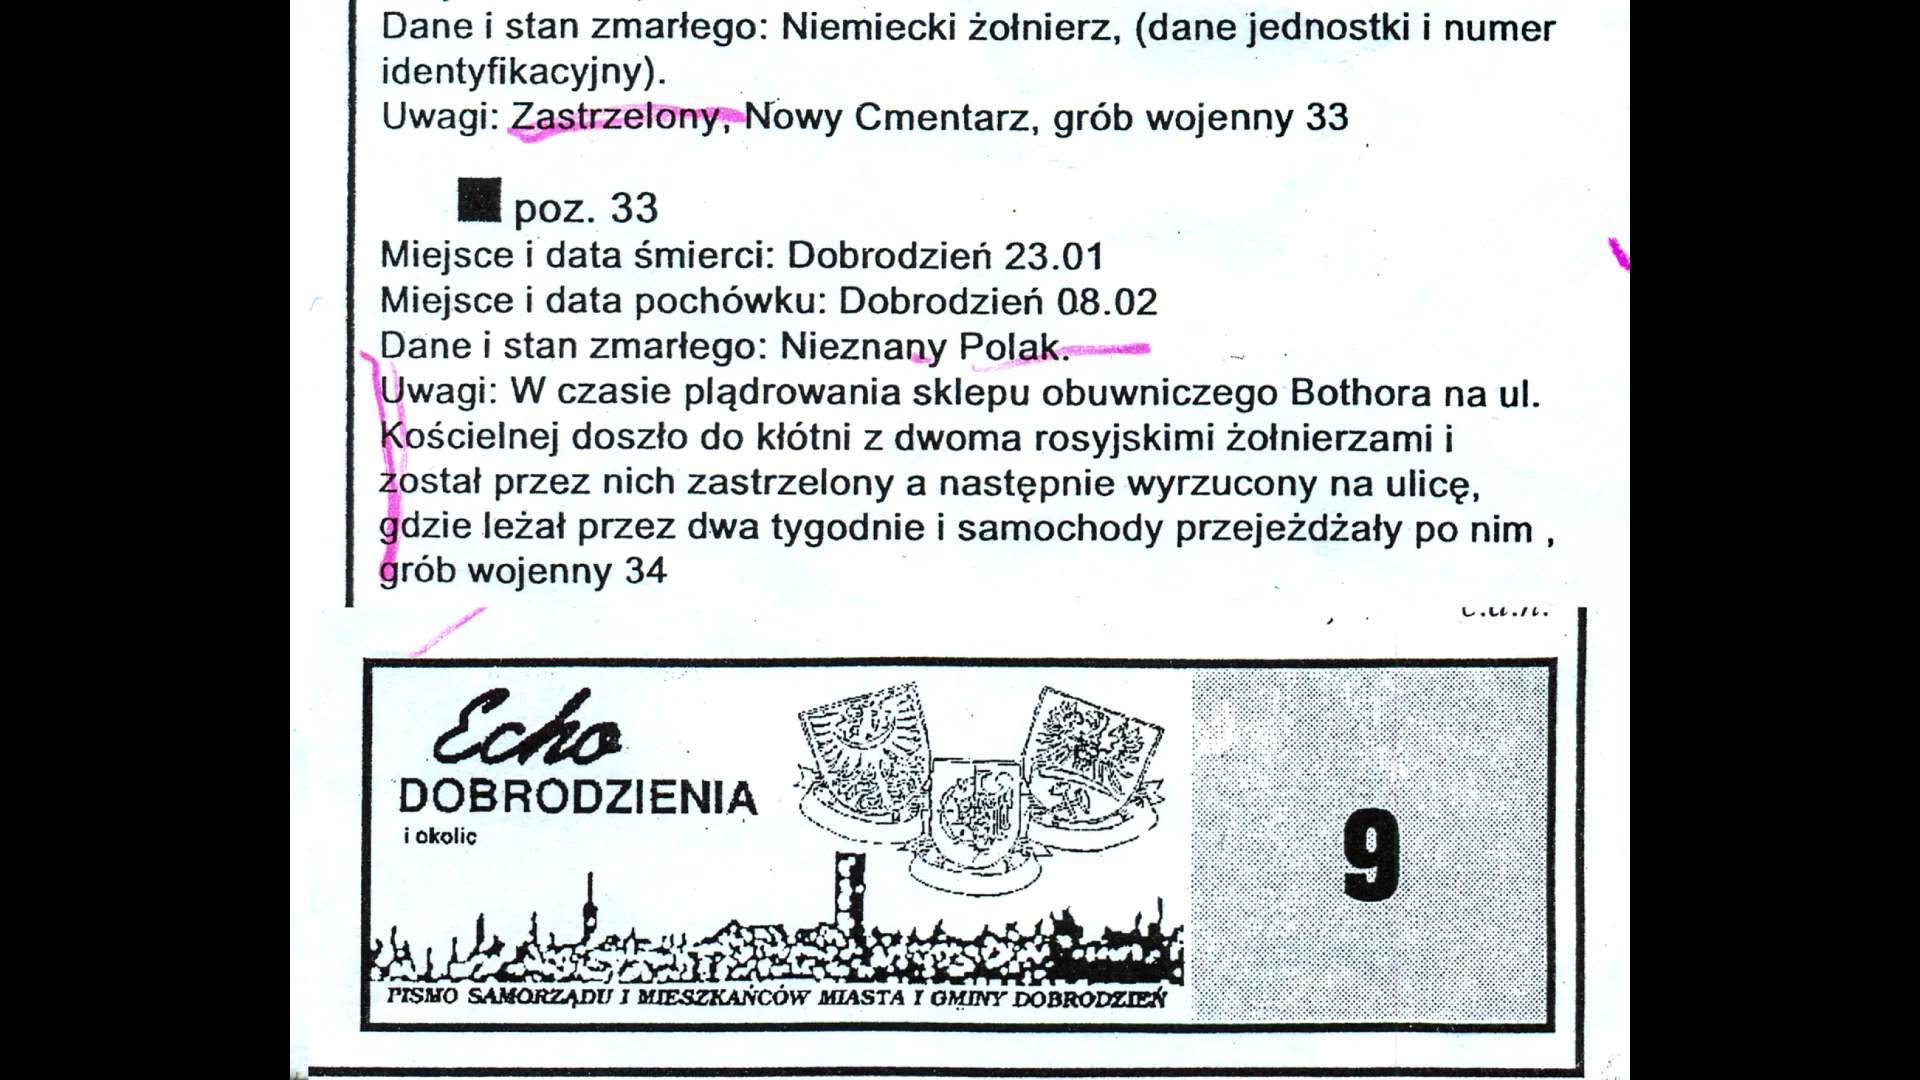 Dane i stan zmarłego: Niemiecki żołnierz, (dane jednostki i numer
identyfikacyjny).
Uwagi: Zastrzelony, Nowy Cmentarz, grób wojenny 33
poz. 33
Miejsce i data śmierci: Dobrodzień 23.01
Miejsce i data pochówku: Dobrodzień 08.02
Dane i stan zmarłego: Nieznany Polak.
Uwagi: W czasie plądrowania sklepu obuwniczego Bothora na ul.
Kościelnej doszło do kłótni z dwoma rosyjskimi żołnierzami i
został przez nich zastrzelony a następnie wyrzucony na ulicę,
gdzie leżał przez dwa tygodnie i samochody przejeżdżały po nim ,
grób wojenny 34
Echo
DOBRODZIENIA
i okolic
9
PISMO SAMORZĄDU I MIESZKAŃCÓW MIASTA I GMINY DOBRODZIEŃ